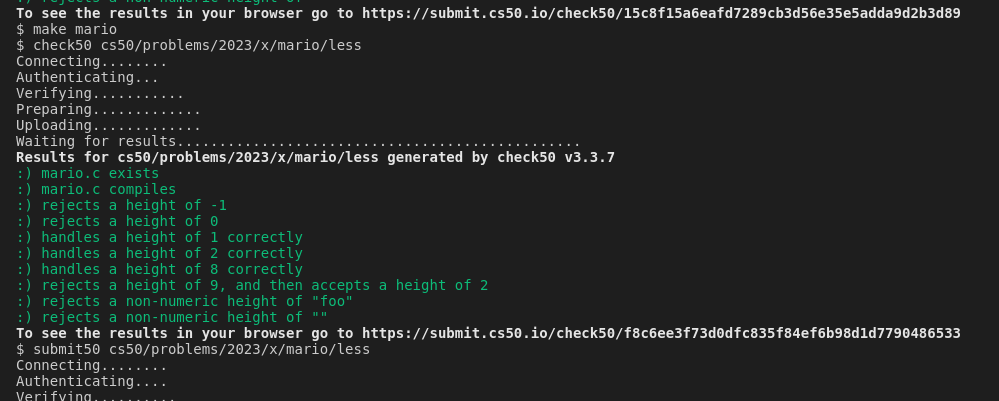 :) rejects a non-numeric height of ""
To see the results in your browser go to https://submit.cs50.io/check50/15c8f15a6eafd7289cb3d56e35e5adda9d2b3d89
$ make mario
$ check50 cs50/problems/2023/x/mario/less
Connecting........
Authenticating...
Verifying...........
Preparing.............
Uploading.............
Waiting for results................................................
Results for cs50/problems/2023/x/mario/less generated by check50 v3.3.7
:) mario.c exists
:) mario.c compiles
:) rejects a height of -1
:) rejects a height of 0
:) handles a height of 1 correctly
:) handles a height of 2 correctly
:) handles a height of 8 correctly
:) rejects a height of 9, and then accepts a height of 2
:) rejects a non-numeric height of "foo"
:) rejects a non-numeric height of ""
To see the results in your browser go to https://submit.cs50.io/check50/f8c6ee3f73d0dfc835f84ef6b98d1d7790486533
$ submit50 cs50/problems/2023/x/mario/less
Connecting........
Authenticating....
Verifying..........